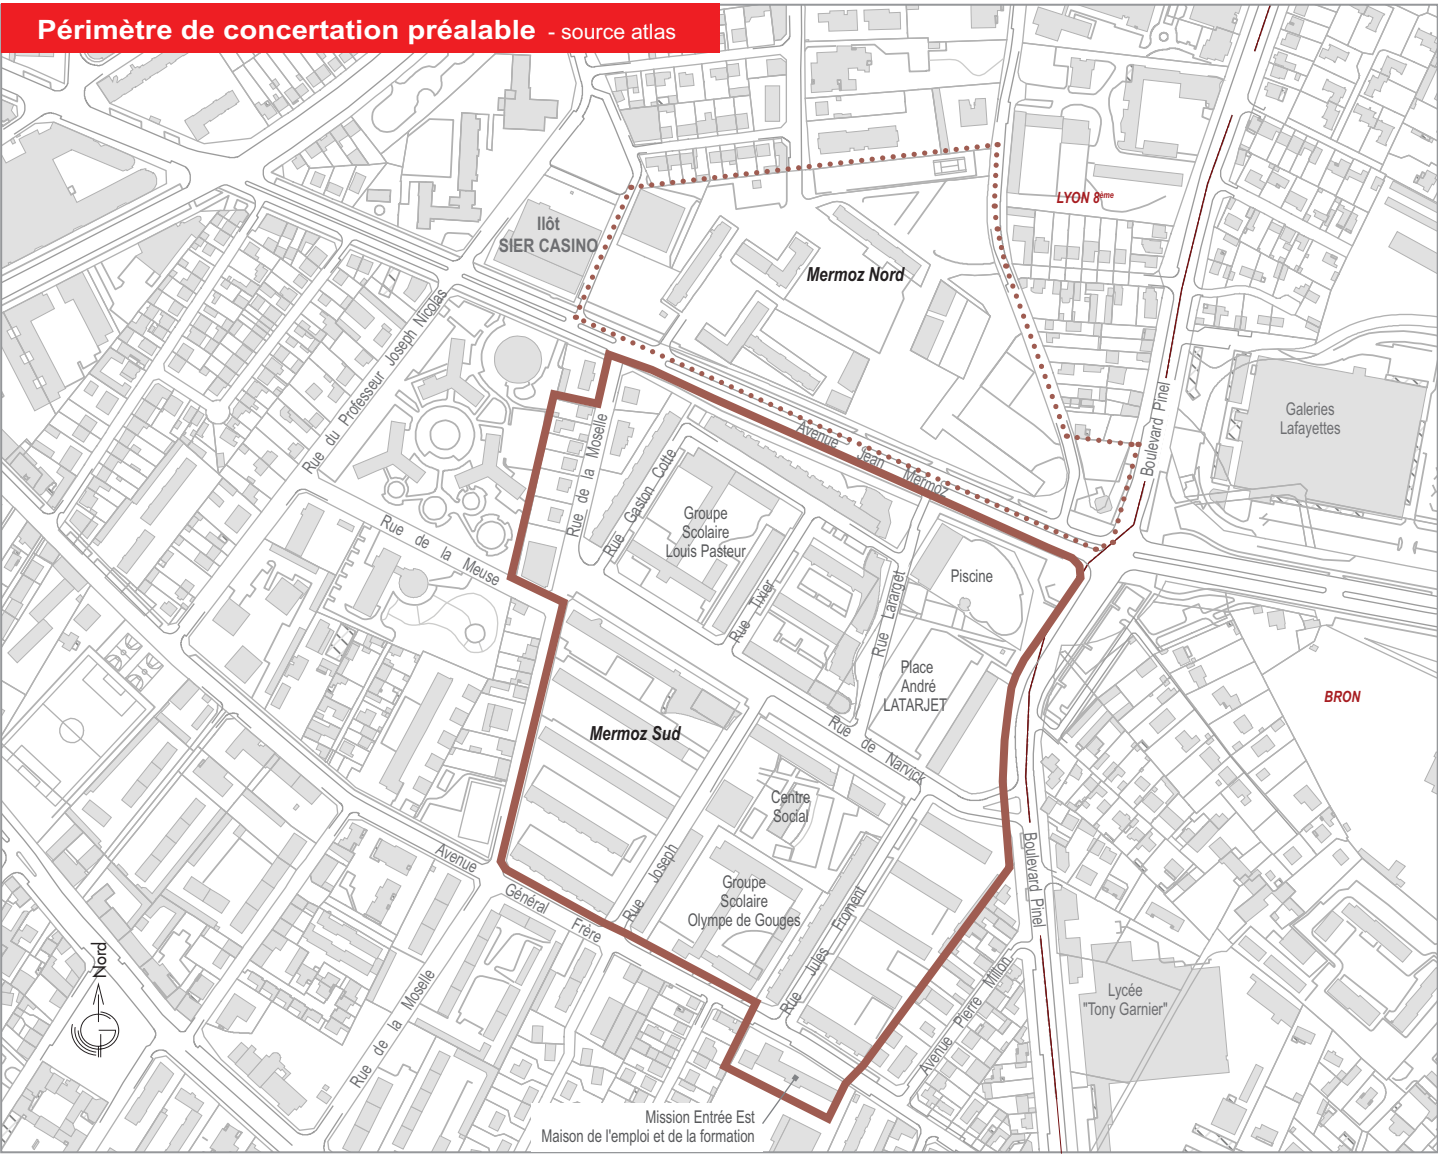 Périmètre de concertation préalable - source atlas
LYON 8ème
Ilôt
SIER CASINO
Mermoz Nord
Rue du Professeur Joseph Nicolas
Boulevard Pinel
Galeries
Lafayettes
Avenue Jean Mermoz
Rue de la Moselle
Rue Gaston Cotte
Groupe
Scolaire
Louis Pasteur
Rue de la Meuse
Piscine
Rue Tixier
Rue Lararget
Place
André
LATARJET
BRON
Mermoz Sud
Rue de Narvick
Centre
Social
Boulevard Pinel
Avenue Général Frère
Rue Joseph
Groupe
Scolaire
Olympe de Gouges
Rue Jules Froment
Nord
Rue de la Moselle
Avenue Pierre Millon
Lycée
"Tony Garnier"
Mission Entrée Est
Maison de l'emploi et de la formation